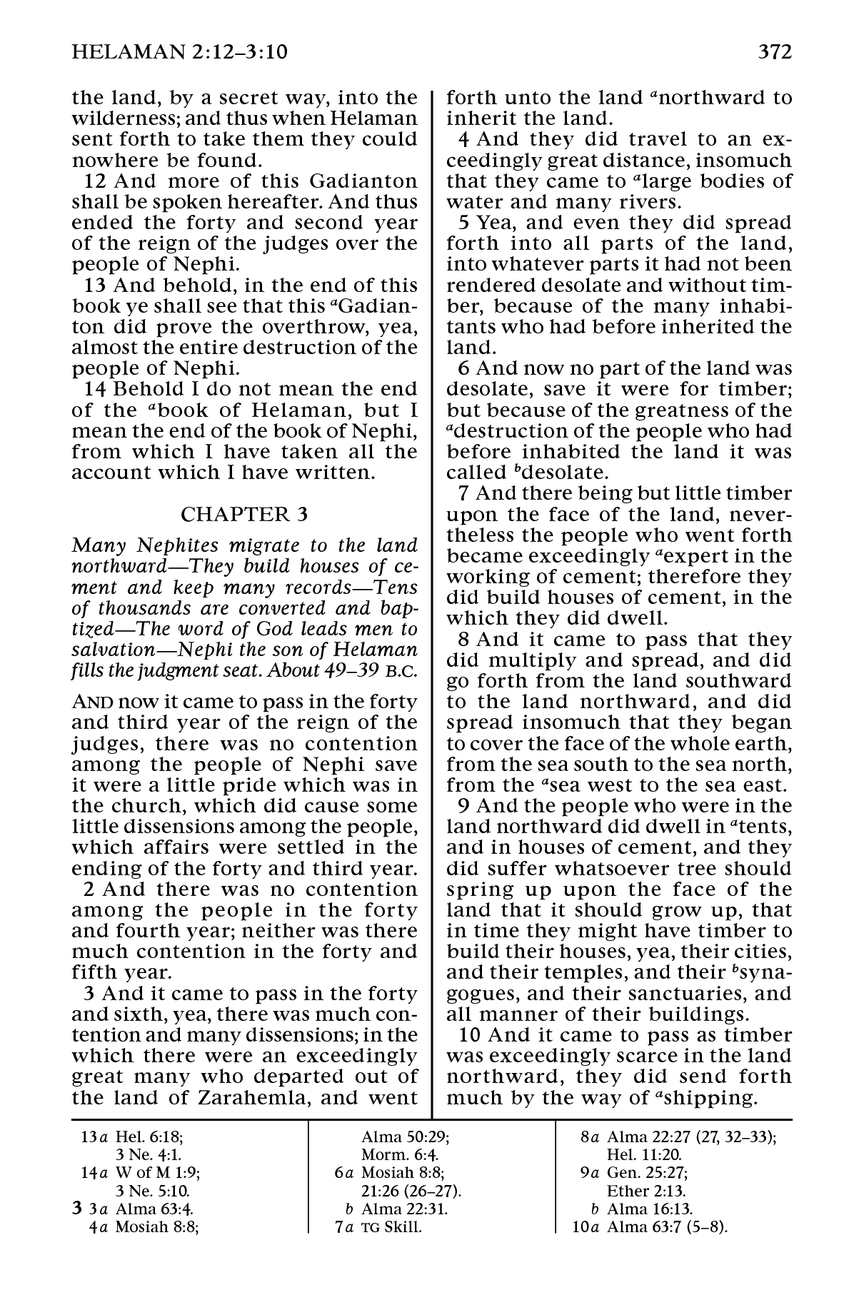 HELAMAN 2:12–3:10
372
the land, by a secret way, into the
wilderness; and thus when Helaman
sent forth to take them they could
nowhere be found.
12 And more of this Gadianton
shall be spoken hereafter. And thus
ended the forty and second year
of the reign of the judges over the
people of Nephi.
13 And behold, in the end of this
book ye shall see that this aGadian-
ton did prove the overthrow, yea,
almost the entire destruction of the
people of Nephi.
14 Behold I do not mean the end
of the abook of Helaman, but I
mean the end of the book of Nephi,
from which I have taken all the
account which I have written.
CHAPTER 3
Many Nephites migrate to the land
northward—They build houses of ce-
ment and keep many records—Tens
of thousands are converted and bap-
tized—The word of God leads men to
salvation—Nephi the son of Helaman
fills the judgment seat. About 49–39 B.C.
AND now it came to pass in the forty
and third year of the reign of the
judges, there was no contention
among the people of Nephi save
it were a little pride which was in
the church, which did cause some
little dissensions among the people,
which affairs were settled in the
ending of the forty and third year.
2 And there was no contention
among the people in the forty
and fourth year; neither was there
much contention in the forty and
fifth year.
3 And it came to pass in the forty
and sixth, yea, there was much con-
tention and many dissensions; in the
which there were an exceedingly
great many who departed out of
the land of Zarahemla, and went
forth unto the land anorthward to
inherit the land.
4 And they did travel to an ex-
ceedingly great distance, insomuch
that they came to alarge bodies of
water and many rivers.
5 Yea, and even they did spread
forth into all parts of the land,
into whatever parts it had not been
rendered desolate and without tim-
ber, because of the many inhabi-
tants who had before inherited the
land.
6 And now no part of the land was
desolate, save it were for timber;
but because of the greatness of the
adestruction of the people who had
before inhabited the land it was
called bdesolate.
7 And there being but little timber
upon the face of the land, never-
theless the people who went forth
became exceedingly aexpert in the
working of cement; therefore they
did build houses of cement, in the
which they did dwell.
8 And it came to pass that they
did multiply and spread, and did
go forth from the land southward
to the land northward, and did
spread insomuch that they began
to cover the face of the whole earth,
from the sea south to the sea north,
from the asea west to the sea east.
9 And the people who were in the
land northward did dwell in atents,
and in houses of cement, and they
did suffer whatsoever tree should
spring up upon the face of the
land that it should grow up, that
in time they might have timber to
build their houses, yea, their cities,
and their temples, and their bsyna-
gogues, and their sanctuaries, and
all manner of their buildings.
10 And it came to pass as timber
was exceedingly scarce in the land
northward, they did send forth
much by the way of ashipping.
13a Hel. 6:18;
3 Ne. 4:1.
14a W of M 1:9;
3 Ne. 5:10.
3 3a Alma 63:4.
4a Mosiah 8:8;
Alma 50:29;
Morm. 6:4.
6a Mosiah 8:8;
21:26 (26–27).
b Alma 22:31.
7a TG Skill.
8a Alma 22:27 (27, 32–33);
Hel. 11:20.
9a Gen. 25:27;
Ether 2:13.
b Alma 16:13.
10a Alma 63:7 (5–8).